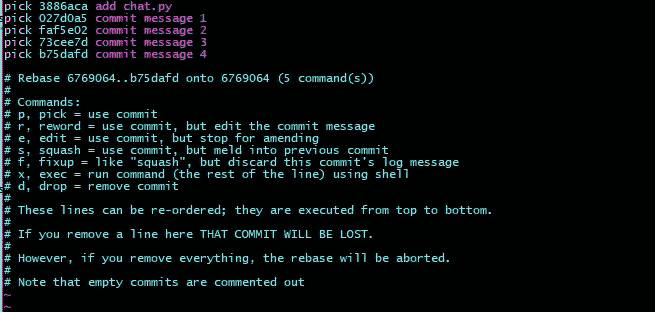 pick 3886aca add chat.py
pick 027d0a5 commit message 1
pick faf5e02 commit message 2
pick 73cee7d commit message 3
pick b75dafd commit message 4

# Rebase 6769064..b75dafd onto 6769064 (5 command(s))
#
# Commands:
# p, pick = use commit
# r, reword = use commit, but edit the commit message
# e, edit = use commit, but stop for amending
# s, squash = use commit, but meld into previous commit
# f, fixup = like "squash", but discard this commit's log message
# x, exec = run command (the rest of the line) using shell
# d, drop = remove commit
#
# These lines can be re-ordered; they are executed from top to bottom.
#
# If you remove a line here THAT COMMIT WILL BE LOST.
#
# However, if you remove everything, the rebase will be aborted.
#
# Note that empty commits are commented out
~
~